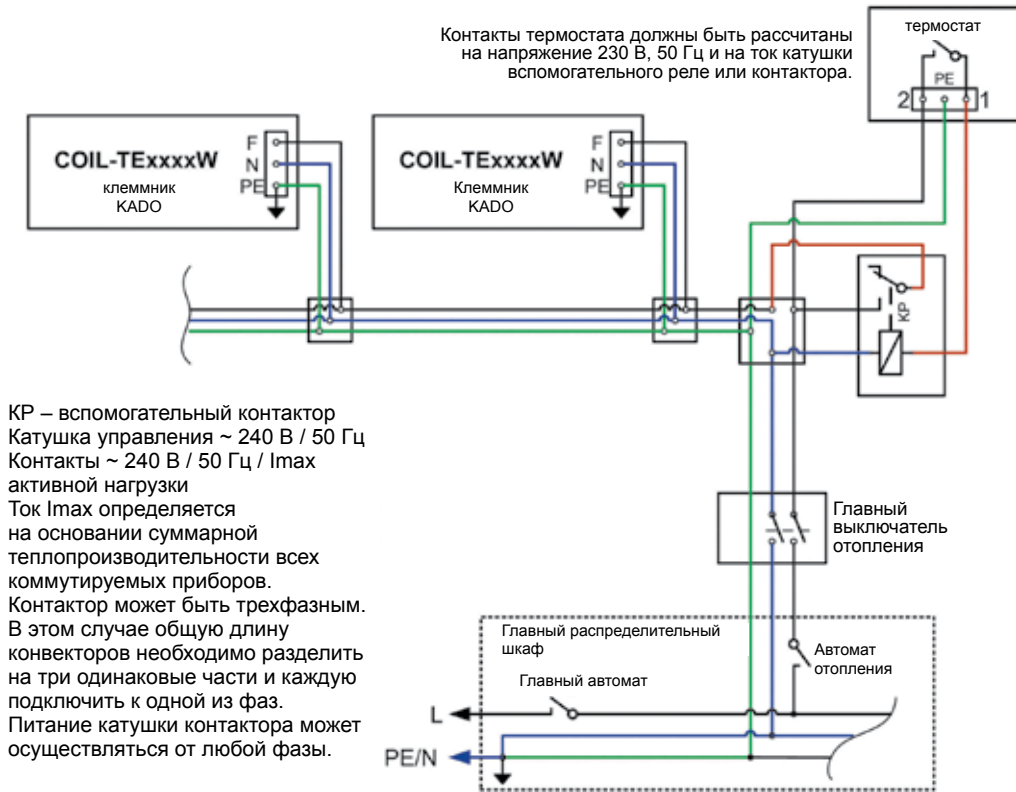 Контакты термостата должны быть рассчитаны
на напряжение 230 В, 50 Гц и на ток катушки
вспомогательного реле или контактора.
термостат
PE
2
1
COIL-TExxxxW
клеммник
KADO
F
N
PE
COIL-TExxxxW
Клеммник
KADO
F
N
PE
KP
КР – вспомогательный контактор
Катушка управления ~ 240 В / 50 Гц
Контакты ~ 240 В / 50 Гц / Imax
активной нагрузки
Ток Imax определяется
на основании суммарной
теплопроизводительности всех
коммутируемых приборов.
Контактор может быть трехфазным.
В этом случае общую длину
конвекторов необходимо разделить
на три одинаковые части и каждую
подключить к одной из фаз.
Питание катушки контактора может
осуществляться от любой фазы.
Главный
выключатель
отопления
Главный распределительный
шкаф
Автомат
отопления
Главный автомат
L
PE/N